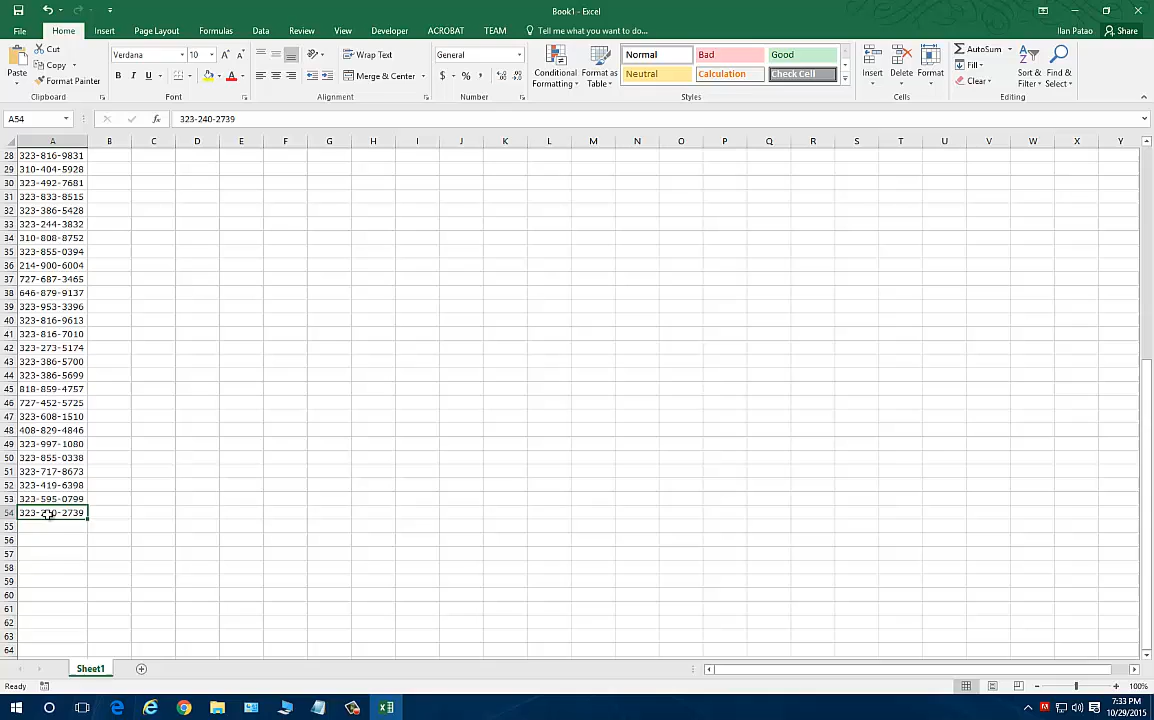 Book1 - Excel
File Home Insert Page Layout Formulas Data Review View Developer ACROBAT TEAM Tell me what you want to do... Ilan Patao Share
Paste Cut Copy Format Painter Clipboard
Verdana 10 A A B I U A Font
Wrap Text Merge & Center Alignment
General $ % , Number
Conditional Formatting Format as Table Normal Bad Good Neutral Calculation Check Cell Styles
Insert Delete Format Cells
AutoSum Fill Clear Sort & Filter Find & Select Editing
A54 fx 323-240-2739
A B C D E F G H I J K L M N O P Q R S T U V W X Y
28 323-816-9831
29 310-404-5928
30 323-492-7681
31 323-833-8515
32 323-386-5428
33 323-244-3832
34 310-808-8752
35 323-855-0394
36 214-900-6004
37 727-687-3465
38 646-879-9137
39 323-953-3396
40 323-816-9613
41 323-816-7010
42 323-273-5174
43 323-386-5700
44 323-386-5699
45 818-859-4757
46 727-452-5725
47 323-608-1510
48 408-829-4846
49 323-997-1080
50 323-855-0338
51 323-717-8673
52 323-419-6398
53 323-595-0799
54 323-240-2739
55
56
57
58
59
60
61
62
63
64
Sheet1
Ready 100%
7:33 PM
10/29/2015